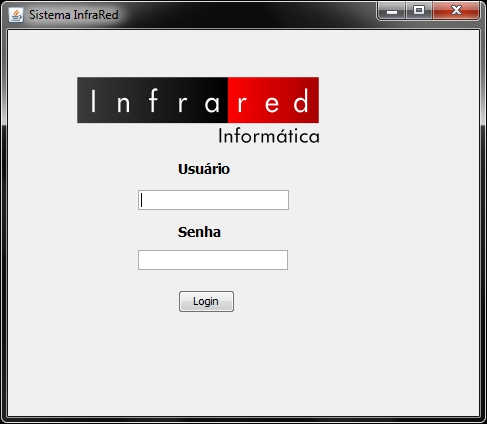 Sistema InfraRed
Infrared
Informática
Usuário
Senha
Login